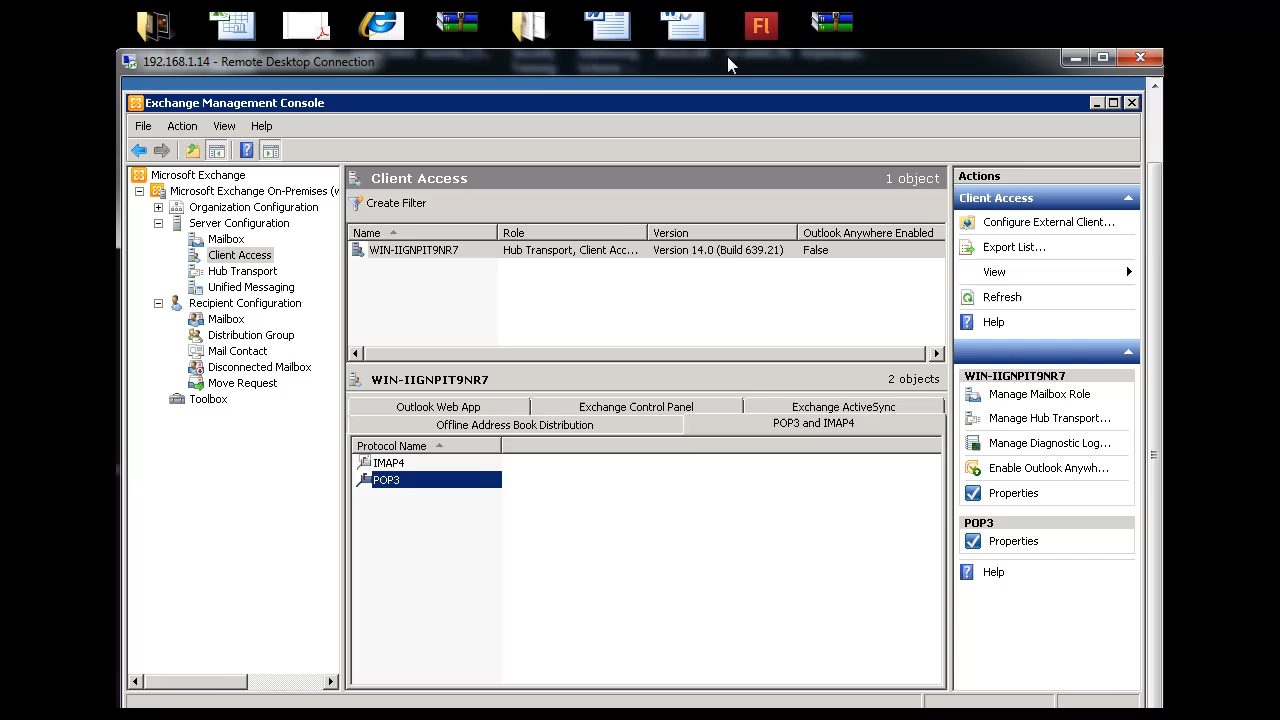 Fl
192.168.1.14 - Remote Desktop Connection
Exchange Management Console
File Action View Help
Microsoft Exchange
Microsoft Exchange On-Premises (w
Organization Configuration
Server Configuration
Mailbox
Client Access
Hub Transport
Unified Messaging
Recipient Configuration
Mailbox
Distribution Group
Mail Contact
Disconnected Mailbox
Move Request
Toolbox
Client Access 1 object
Create Filter
Name Role Version Outlook Anywhere Enabled
WIN-IIGNPIT9NR7 Hub Transport, Client Acc... Version 14.0 (Build 639.21) False
WIN-IIGNPIT9NR7 2 objects
Outlook Web App Exchange Control Panel Exchange ActiveSync
Offline Address Book Distribution POP3 and IMAP4
Protocol Name
IMAP4
POP3
Actions
Client Access
Configure External Client...
Export List...
View
Refresh
Help
WIN-IIGNPIT9NR7
Manage Mailbox Role
Manage Hub Transport...
Manage Diagnostic Log...
Enable Outlook Anywh...
Properties
POP3
Properties
Help